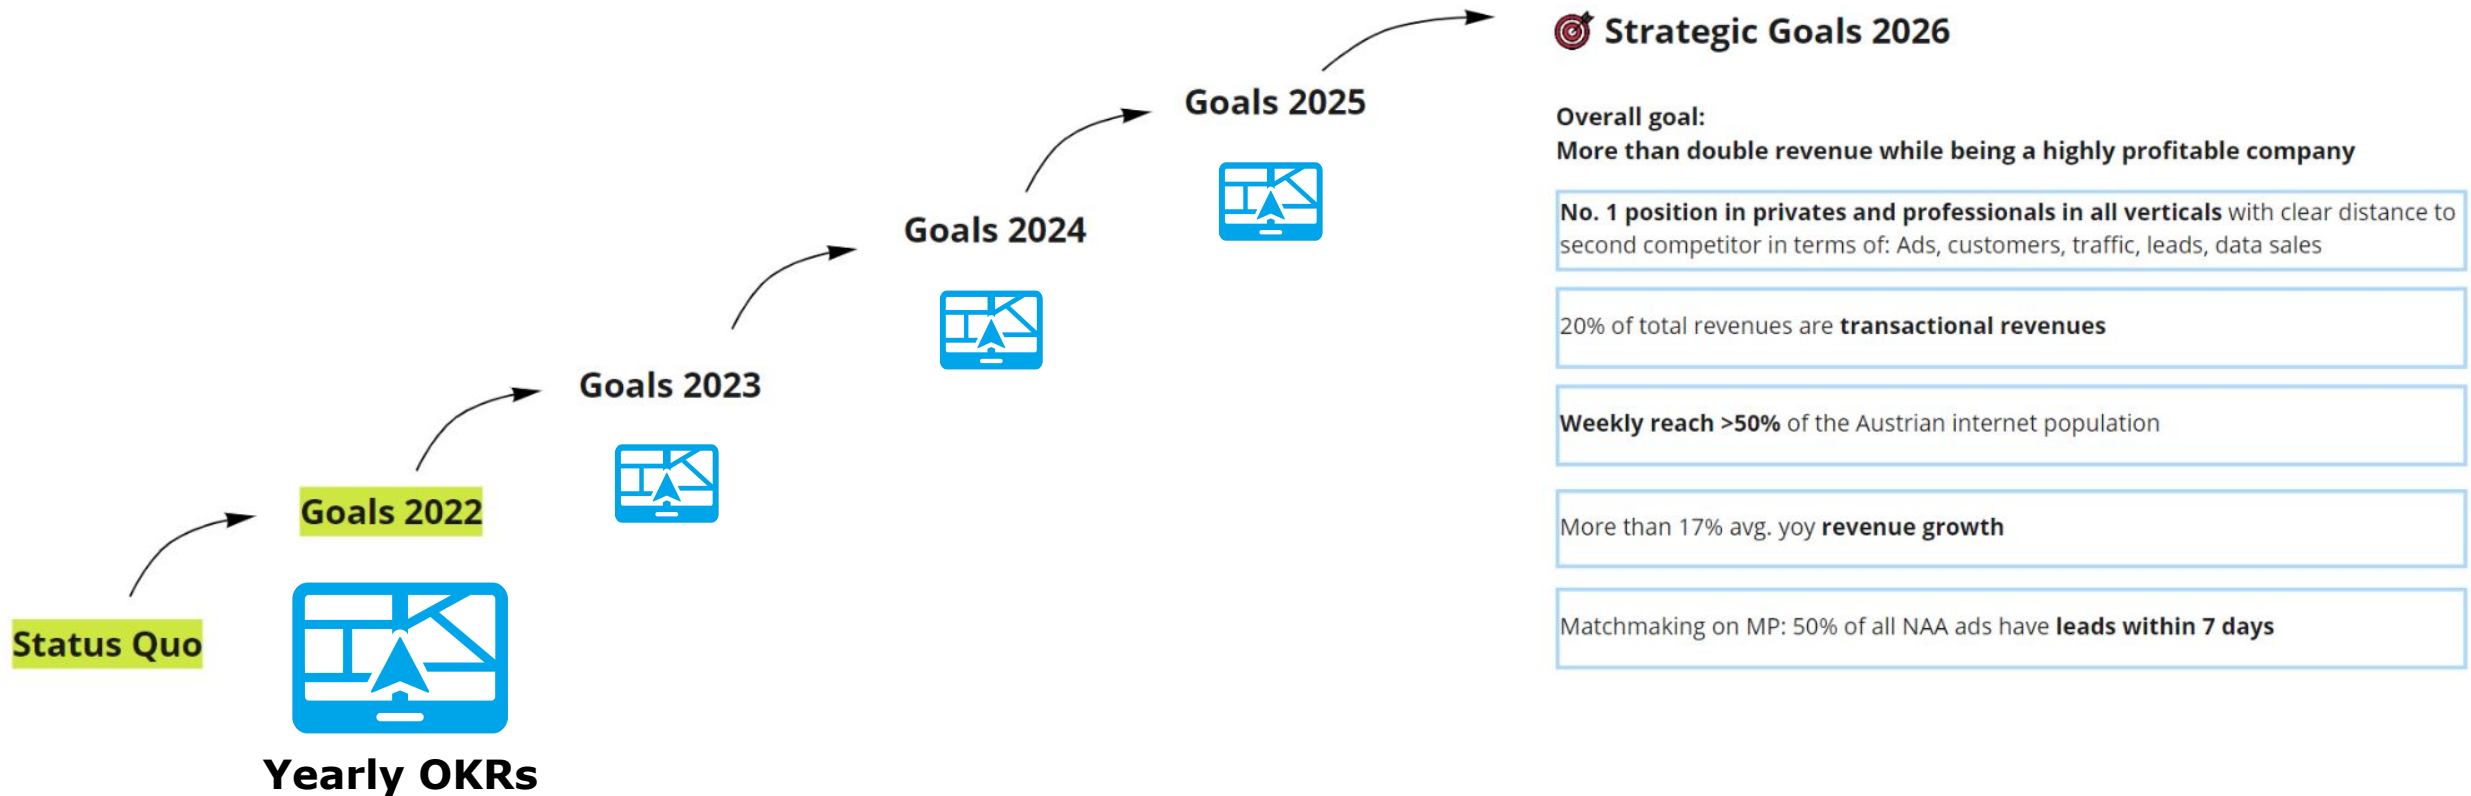 Strategic Goals 2026
Goals 2025
Goals 2024
Goals 2023
Goals 2022
Status Quo
Yearly OKRs
Overall goal:
More than double revenue while being a highly profitable company
No. 1 position in privates and professionals in all verticals with clear distance to
second competitor in terms of: Ads, customers, traffic, leads, data sales
20% of total revenues are transactional revenues
Weekly reach >50% of the Austrian internet population
More than 17% avg. yoy revenue growth
Matchmaking on MP: 50% of all NAA ads have leads within 7 days